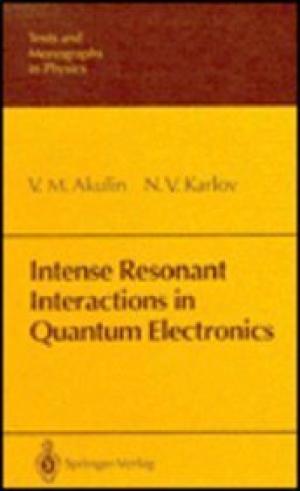 Texts and
Monographs
in Physics
V. M. Akulin N. V. Karlov
Intense Resonant
Interactions in
Quantum Electronics
Springer-Verlag